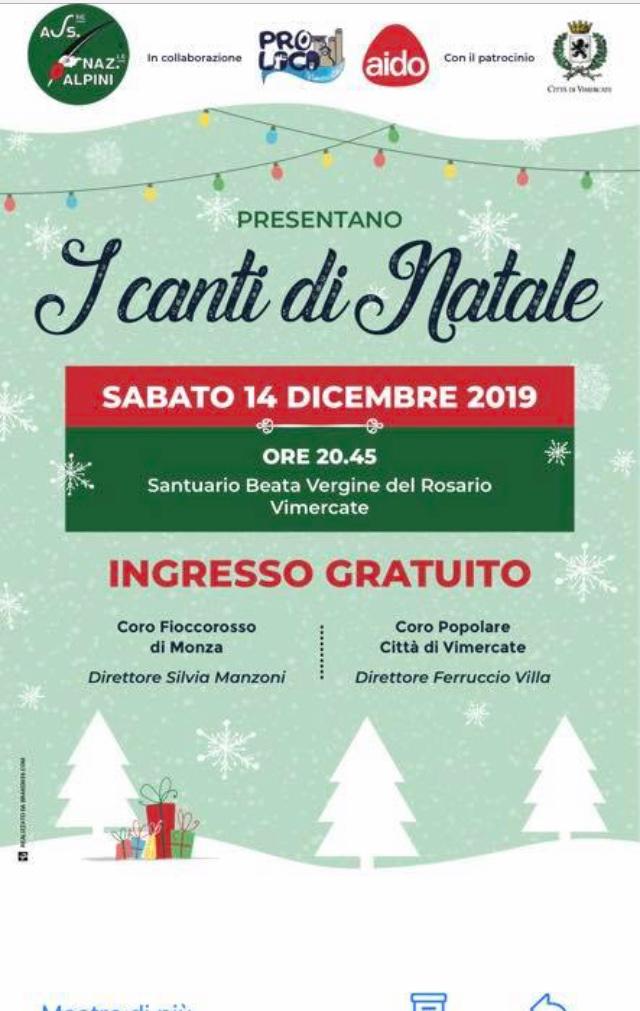 ASS.NE
NAZ.LE
ALPINI
In collaborazione
PRO
LOCO
aido
Con il patrocinio
CITTÀ DI VIMERCATE
PRESENTANO
I canti di Natale
SABATO 14 DICEMBRE 2019
ORE 20.45
Santuario Beata Vergine del Rosario
Vimercate
INGRESSO GRATUITO
Coro Fioccorosso
di Monza
Direttore Silvia Manzoni
Coro Popolare
Città di Vimercate
Direttore Ferruccio Villa